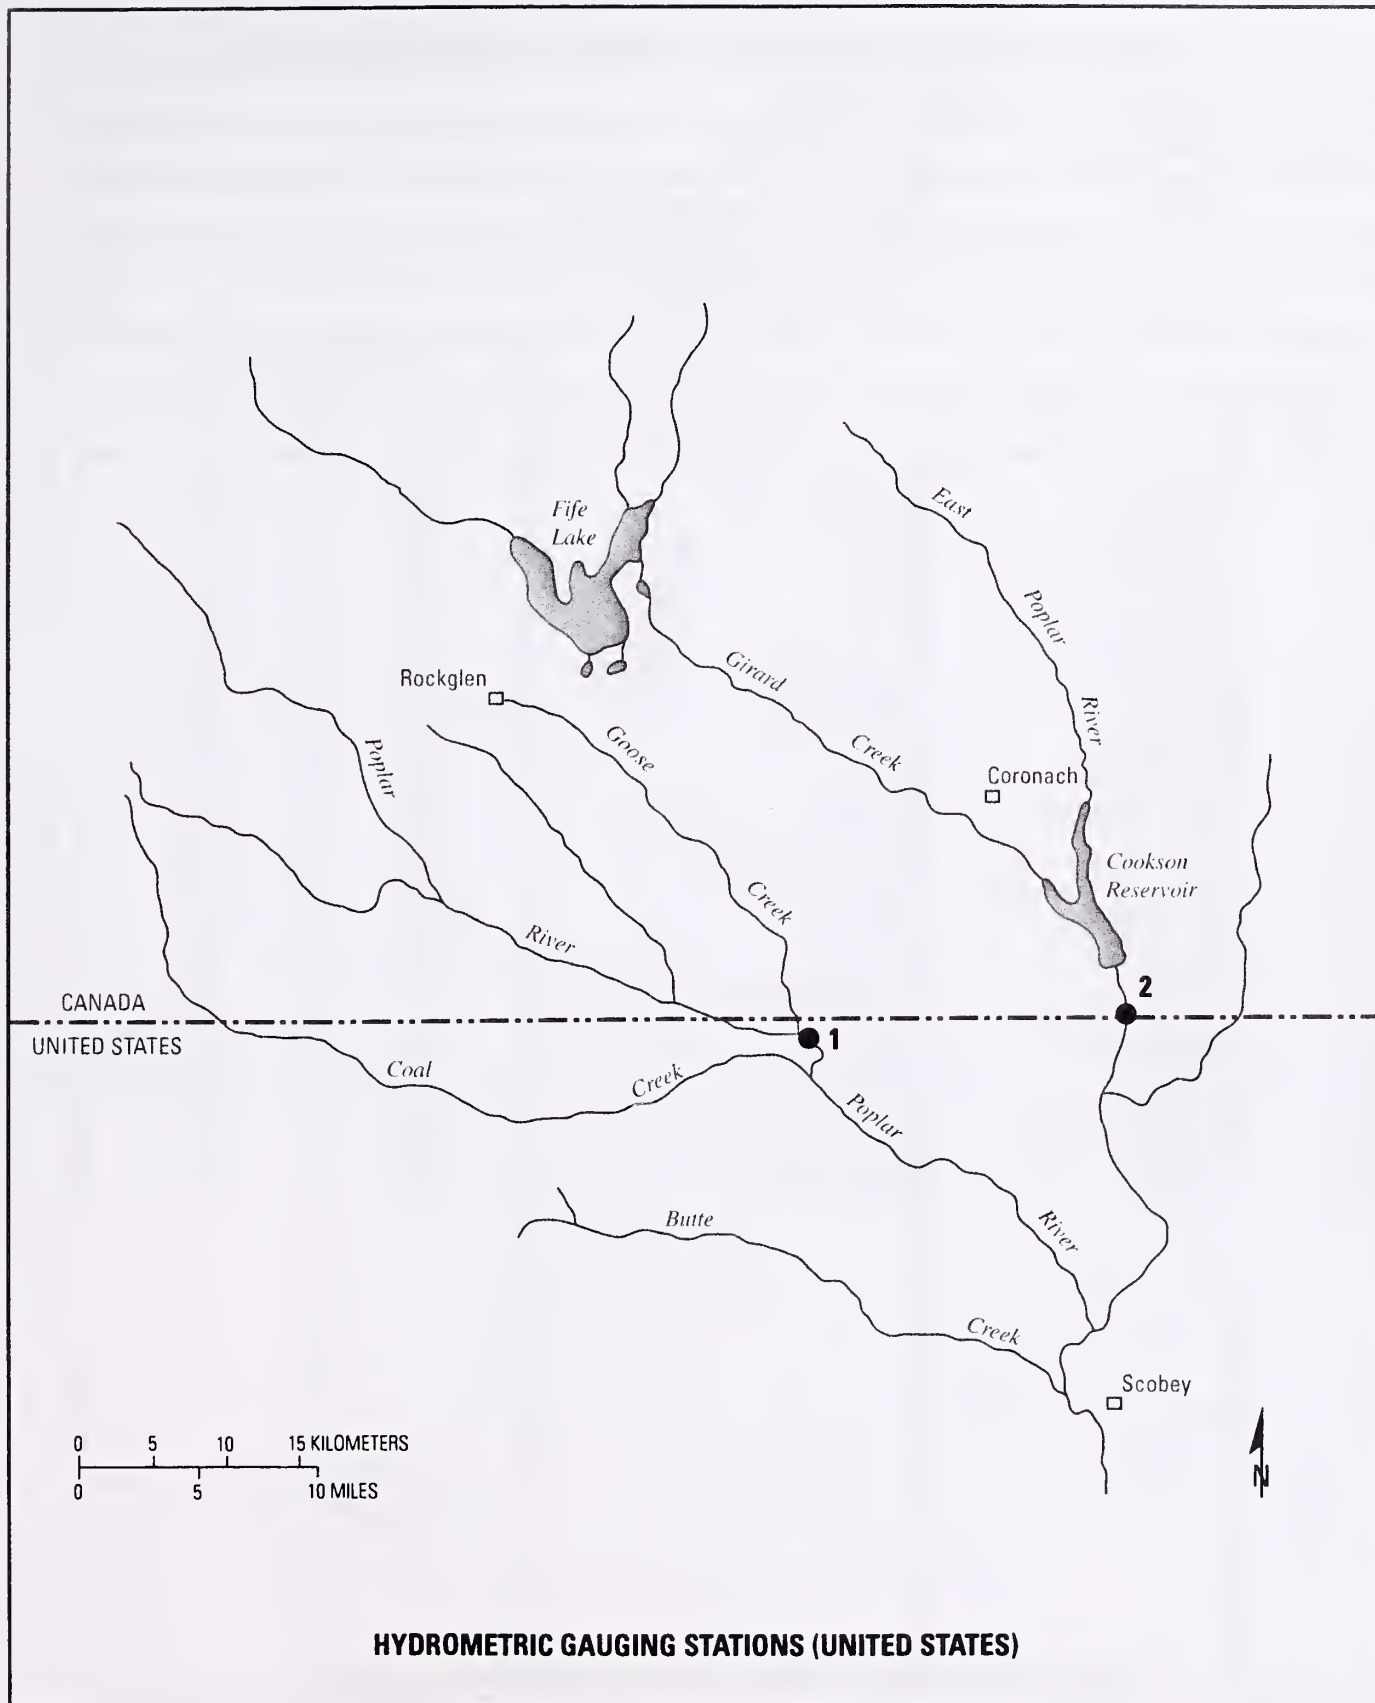 Fife
Lake
East
Poplar
River
Rockglen
Girard
Creek
Goose
Creek
Poplar
River
Coronach
Cookson
Reservoir
CANADA
UNITED STATES
2
1
Coal
Creek
Poplar
River
Butte
Creek
Scobey
0 5 10 15 KILOMETERS
0 5 10 MILES
N
HYDROMETRIC GAUGING STATIONS (UNITED STATES)